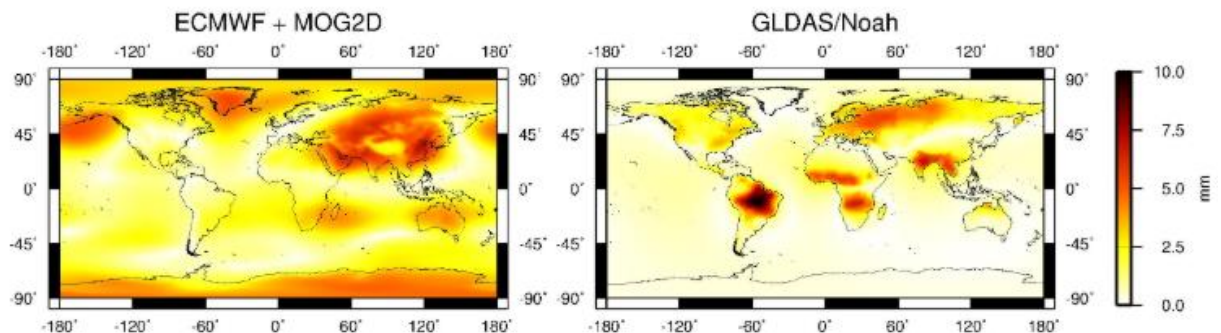 ECMWF + MOG2D
GLDAS/Noah
-180° -120° -60° 0° 60° 120° 180°
-180° -120° -60° 0° 60° 120° 180°
90° 90° 90° 90° 10.0
45° 45° 45° 45° 7.5
0° 0° 0° 0° 5.0 mm
-45° -45° -45° -45° 2.5
-90° -90° -90° -90° 0.0
-180° -120° -60° 0° 60° 120° 180°
-180° -120° -60° 0° 60° 120° 180°